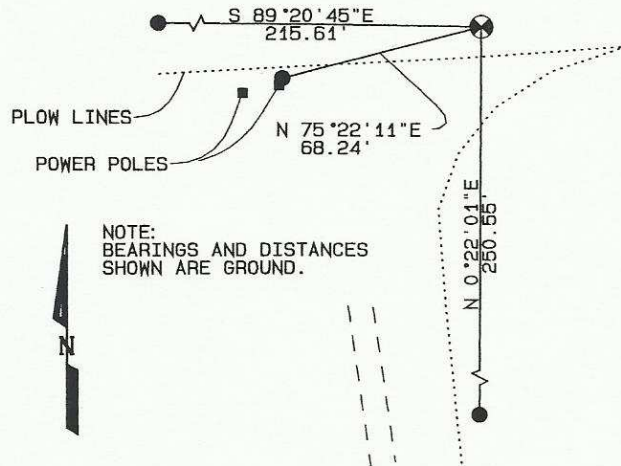 S 89°20'45"E
215.61'
PLOW LINES
N 75°22'11"E
68.24'
POWER POLES
N 0°22'01"E
250.55'
NOTE:
BEARINGS AND DISTANCES
SHOWN ARE GROUND.
N